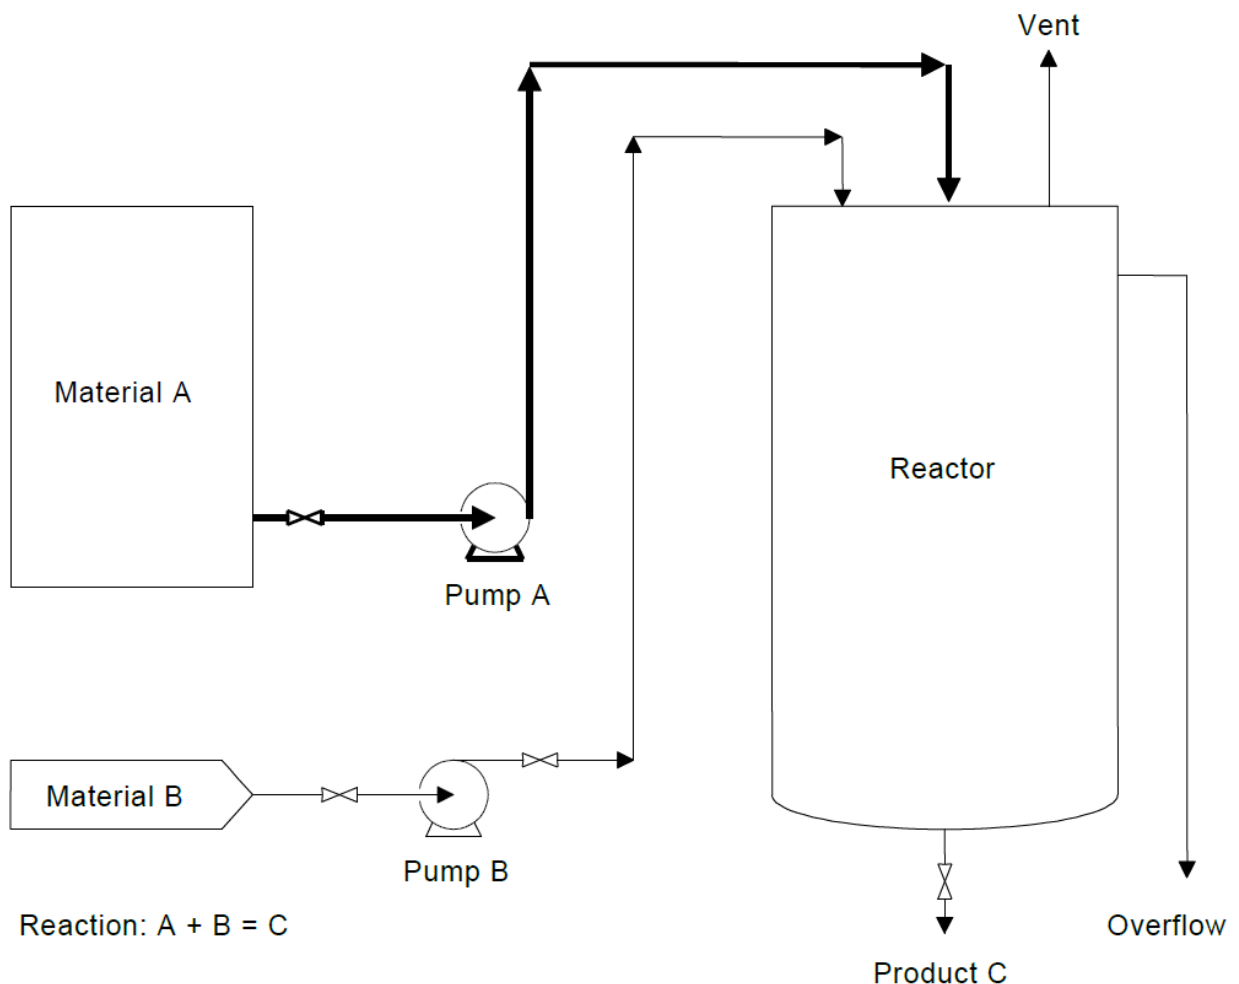 Vent
Material A
Reactor
Pump A
Material B
Pump B
Reaction: A + B = C
Overflow
Product C